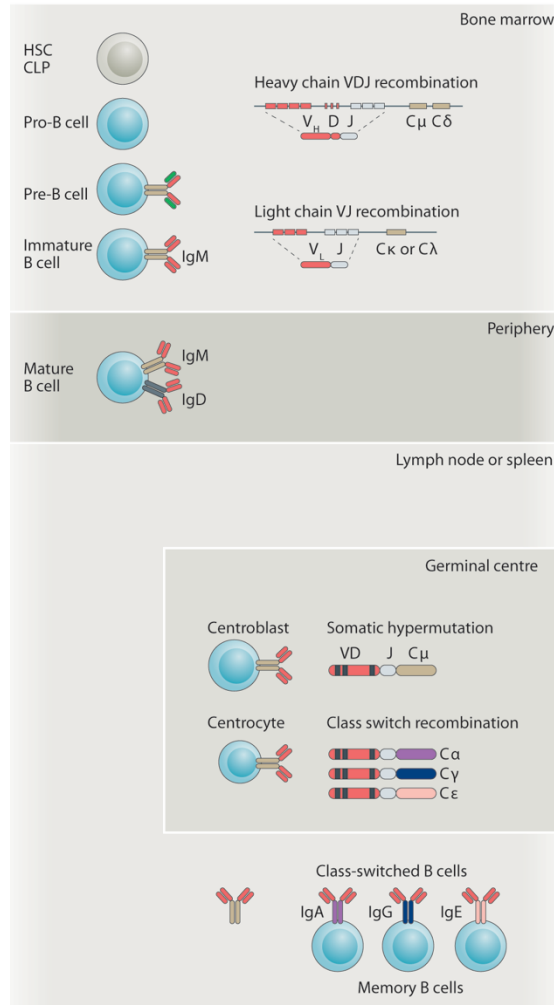 Bone marrow
HSC
CLP
Heavy chain VDJ recombination
Pro-B cell
V_H D J Cμ Cδ
Pre-B cell
Light chain VJ recombination
Immature
B cell
IgM
V_L J Cκ or Cλ
Periphery
Mature
B cell
IgM
IgD
Lymph node or spleen
Germinal centre
Centroblast
Somatic hypermutation
VD J Cμ
Centrocyte
Class switch recombination
Cα
Cγ
Cε
Class-switched B cells
IgA IgG IgE
Memory B cells